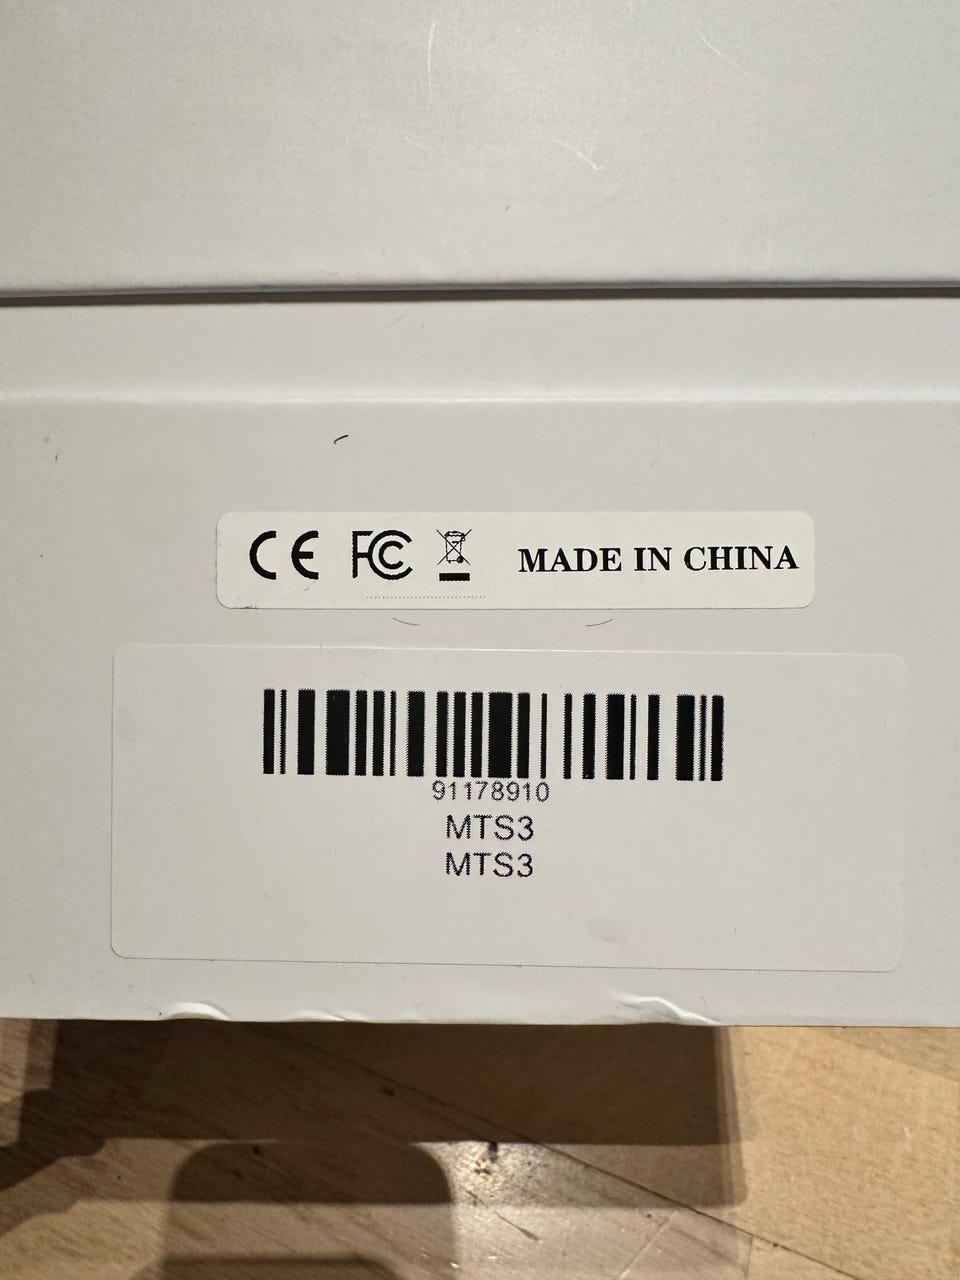 CE FC MADE IN CHINA
91178910
MTS3
MTS3